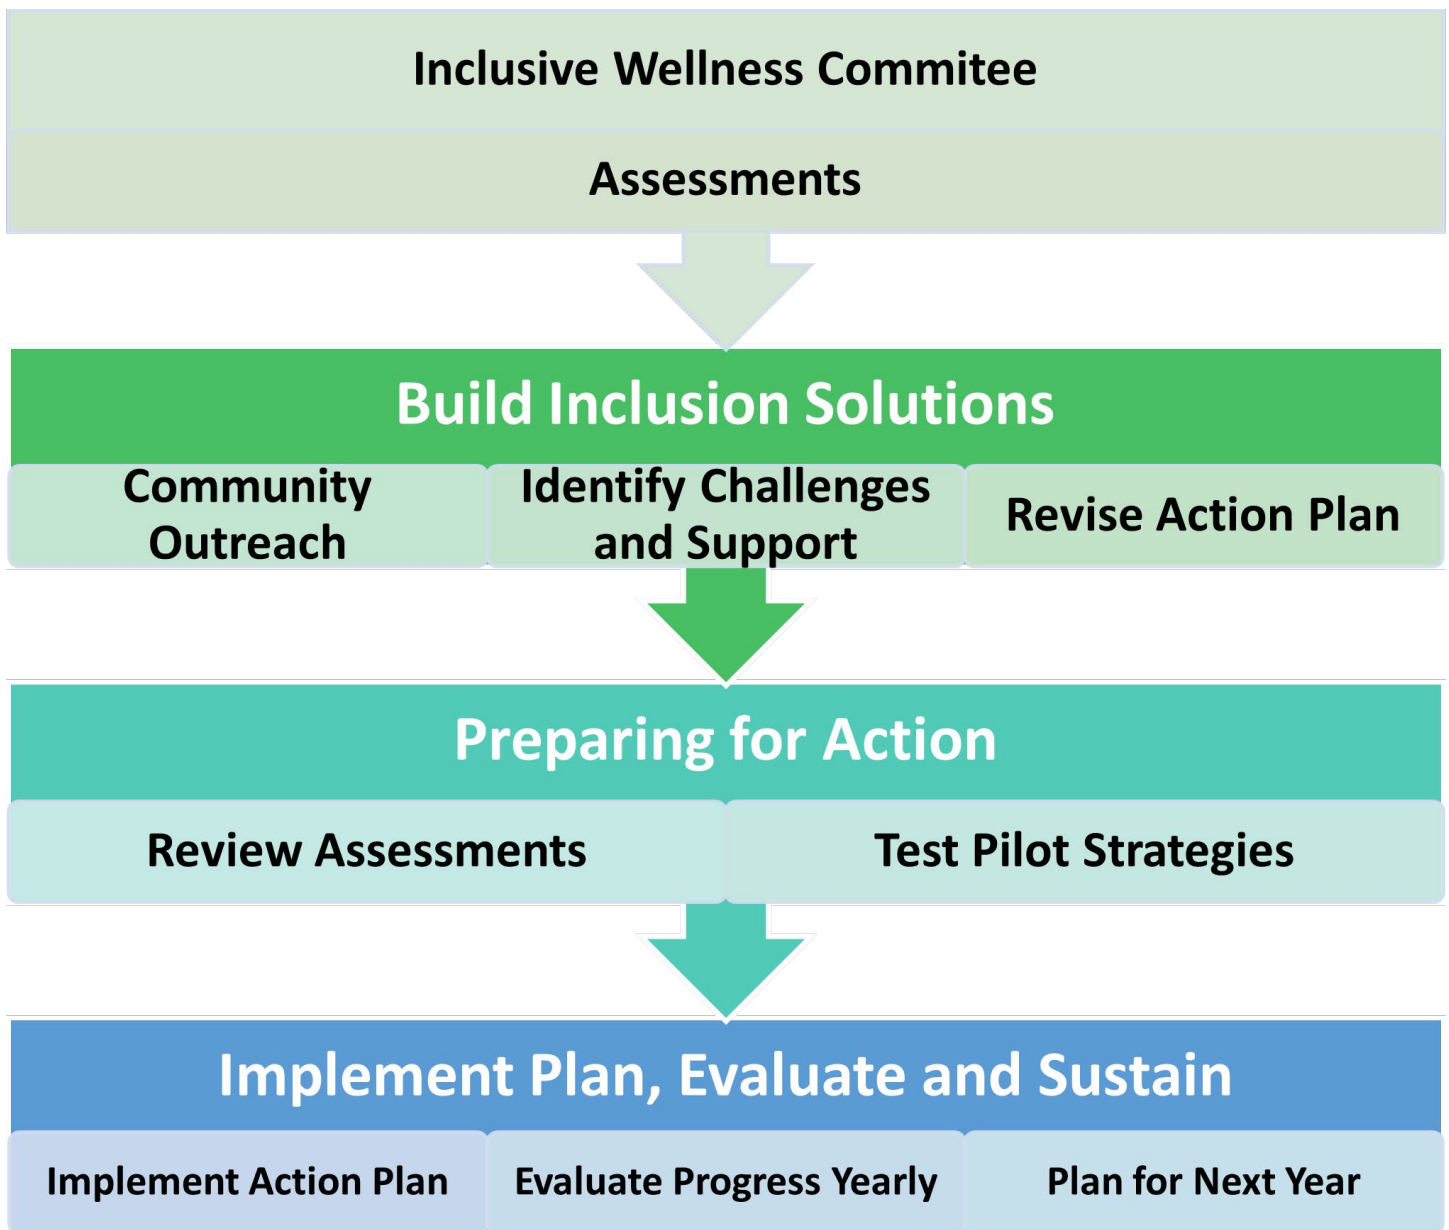 Inclusive Wellness Commitee
Assessments
Build Inclusion Solutions
Community
Outreach
Identify Challenges
and Support
Revise Action Plan
Preparing for Action
Review Assessments
Test Pilot Strategies
Implement Plan, Evaluate and Sustain
Implement Action Plan
Evaluate Progress Yearly
Plan for Next Year